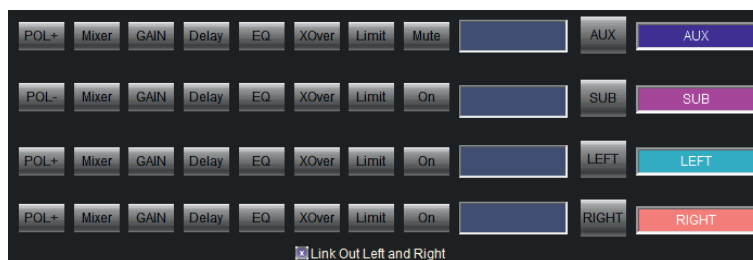 POL+ Mixer GAIN Delay EQ XOver Limit Mute AUX AUX
POL- Mixer GAIN Delay EQ XOver Limit On SUB SUB
POL+ Mixer GAIN Delay EQ XOver Limit On LEFT LEFT
POL+ Mixer GAIN Delay EQ XOver Limit On RIGHT RIGHT
x Link Out Left and Right